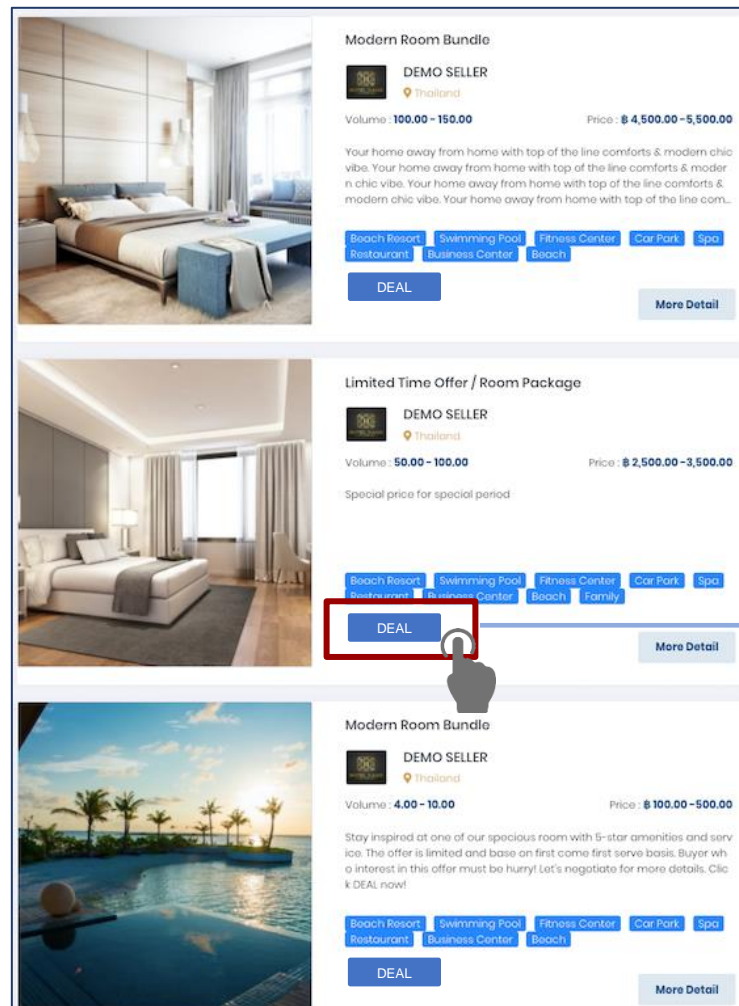 Modern Room Bundle
DEMO SELLER
Thailand
Volume : 100.00 - 150.00 Price : ฿ 4,500.00 -5,500.00
Your home away from home with top of the line comforts & modern chic
vibe. Your home away from home with top of the line comforts & moder
n chic vibe. Your home away from home with top of the line comforts &
modern chic vibe. Your home away from home with top of the line com...
Beach Resort Swimming Pool Fitness Center Car Park Spa
Restaurant Business Center Beach
DEAL
More Detail
Limited Time Offer / Room Package
DEMO SELLER
Thailand
Volume : 50.00 - 100.00 Price : ฿ 2,500.00 -3,500.00
Special price for special period
Beach Resort Swimming Pool Fitness Center Car Park Spa
Restaurant Business Center Beach Family
DEAL
More Detail
Modern Room Bundle
DEMO SELLER
Thailand
Volume : 4.00 - 10.00 Price : ฿ 100.00 -500.00
Stay inspired at one of our specious room with 5-star amenities and serv
ice. The offer is limited and base on first come first serve basis. Buyer wh
o interest in this offer must be hurry! Let's negotiate for more details. Clic
k DEAL now!
Beach Resort Swimming Pool Fitness Center Car Park Spa
Restaurant Business Center Beach
DEAL
More Detail